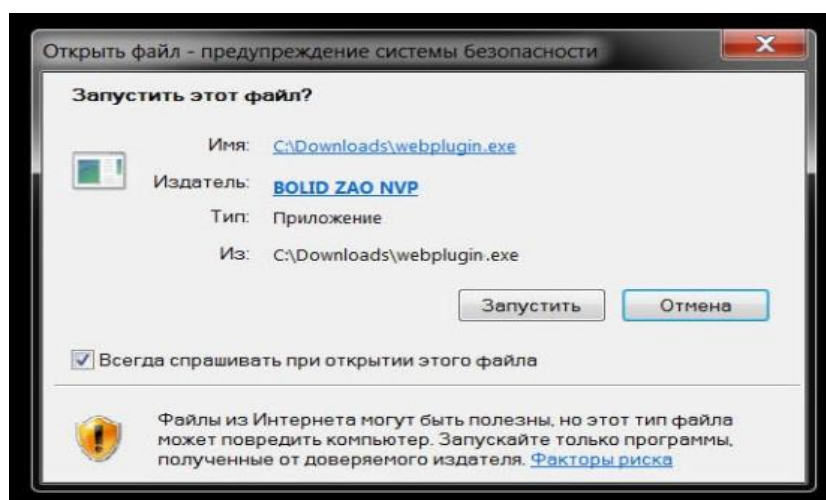 Открыть файл - предупреждение системы безопасности
Запустить этот файл?
Имя: C:\Downloads\webplugin.exe
Издатель: BOLID ZAO NVP
Тип: Приложение
Из: C:\Downloads\webplugin.exe
Запустить Отмена
Всегда спрашивать при открытии этого файла
Файлы из Интернета могут быть полезны, но этот тип файла
может повредить компьютер. Запускайте только программы,
полученные от доверяемого издателя. Факторы риска